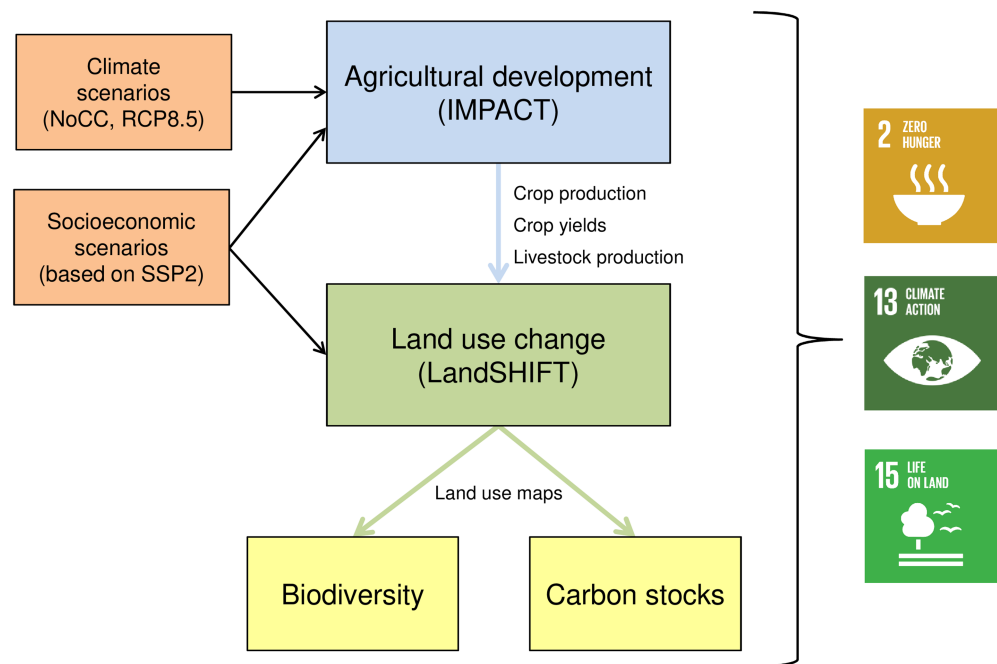 Climate
scenarios
(NoCC, RCP8.5)
Agricultural development
(IMPACT)
Socioeconomic
scenarios
(based on SSP2)
Crop production
Crop yields
Livestock production
Land use change
(LandSHIFT)
Land use maps
Biodiversity
Carbon stocks
2 ZERO
HUNGER
13 CLIMATE
ACTION
15 LIFE
ON LAND